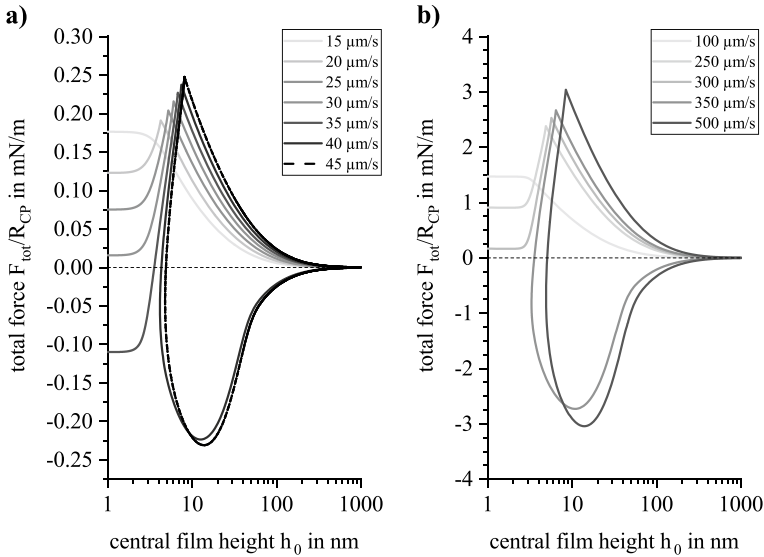 a)
total force F_tot/R_CP in mN/m
0.30
0.25
0.20
0.15
0.10
0.05
0.00
-0.05
-0.10
-0.15
-0.20
-0.25
15 µm/s
20 µm/s
25 µm/s
30 µm/s
35 µm/s
40 µm/s
45 µm/s
1
10
100
1000
central film height h_0 in nm
b)
total force F_tot/R_CP in mN/m
4
3
2
1
0
-1
-2
-3
-4
100 µm/s
250 µm/s
300 µm/s
350 µm/s
500 µm/s
1
10
100
1000
central film height h_0 in nm